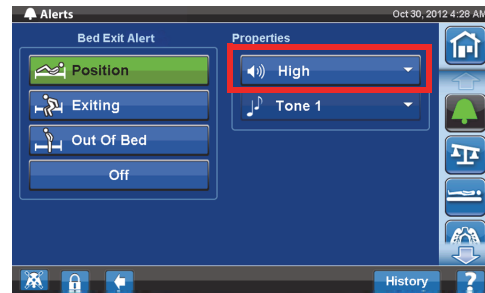 Alerts
Oct 30, 2012 4:28 AM
Bed Exit Alert
Properties
Position
High
Exiting
Tone 1
Out Of Bed
Off
History
?